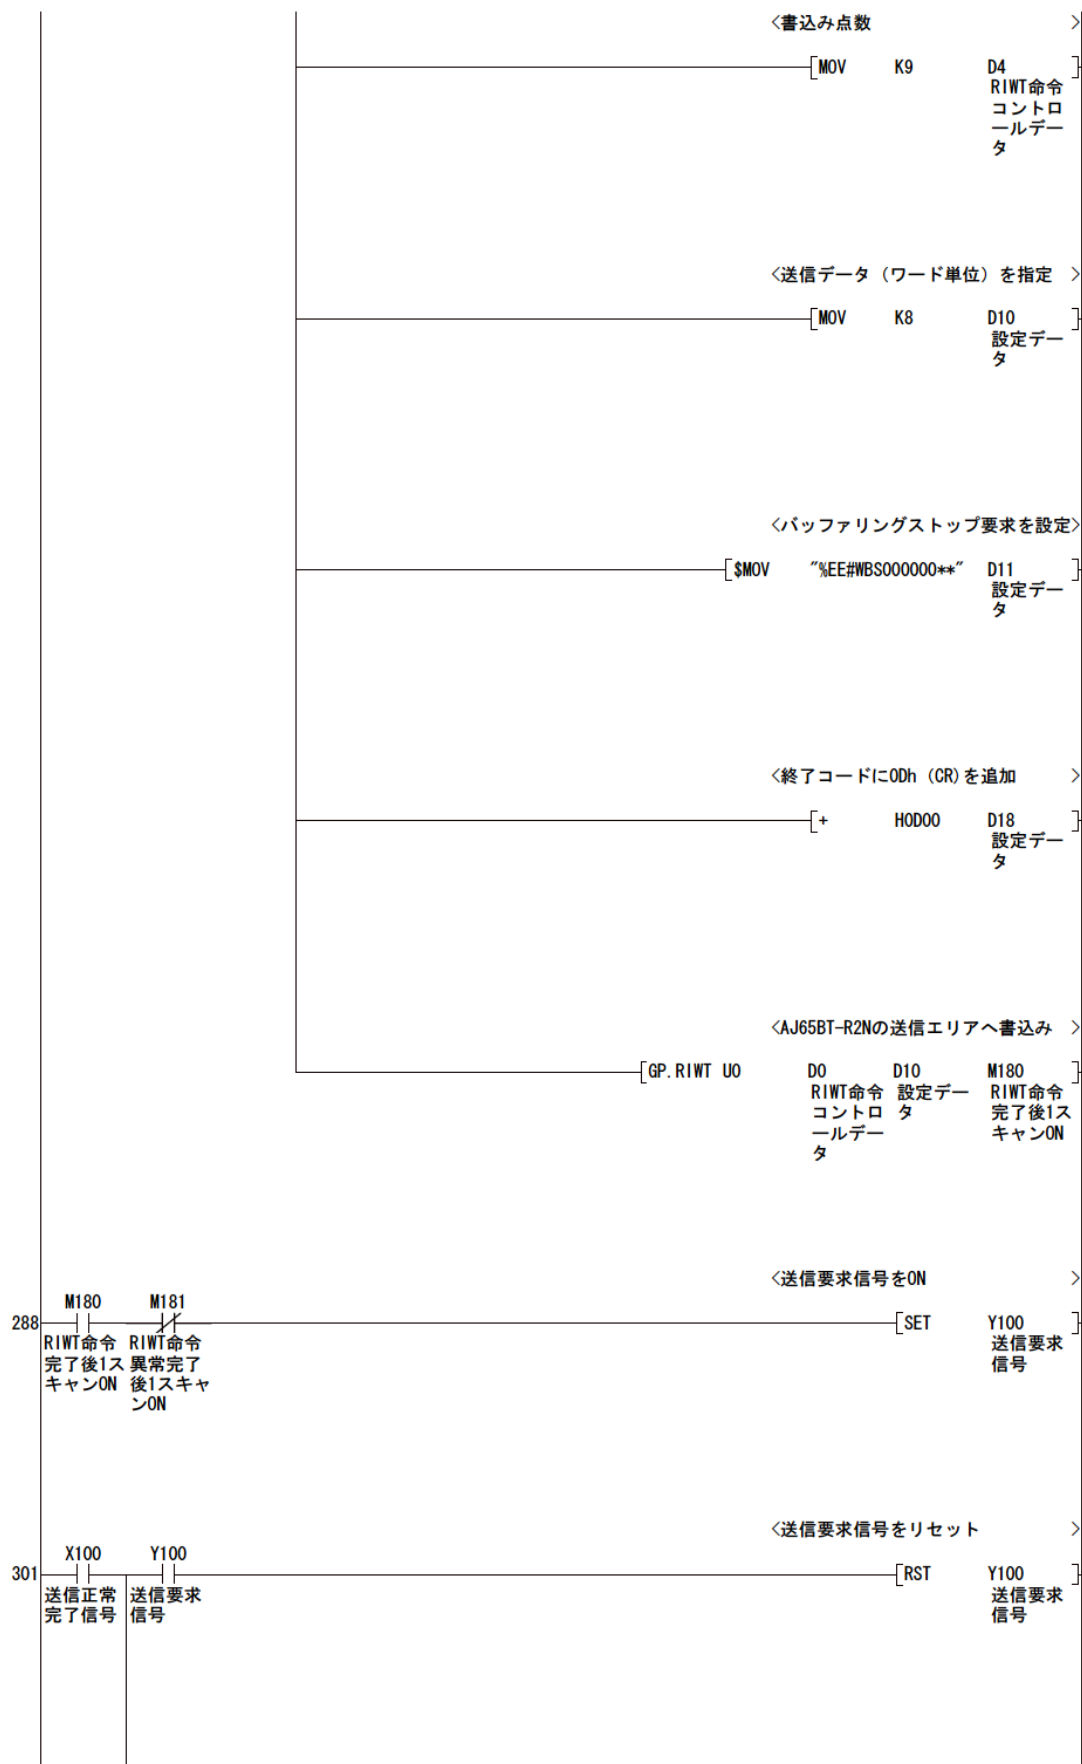 <書込み点数 >
[MOV K9 D4 ]
RIWT命令
コントロ
ールデー
タ
<送信データ（ワード単位）を指定 >
[MOV K8 D10 ]
設定デー
タ
<バッファリングストップ要求を設定>
[$MOV "%EE#WBS000000**" D11 ]
設定デー
タ
<終了コードに0Dh（CR)を追加 >
[+ H0D00 D18 ]
設定デー
タ
<AJ65BT-R2Nの送信エリアへ書込み >
[GP.RIWT U0 D0 D10 M180 ]
RIWT命令 設定デー RIWT命令
コントロ タ 完了後1ス
ールデー キャンON
タ
<送信要求信号をON >
M180 M181
288 [SET Y100 ]
RIWT命令 RIWT命令 送信要求
完了後1ス 異常完了 信号
キャンON 後1スキャ
ンON
<送信要求信号をリセット >
X100 Y100
301 [RST Y100 ]
送信正常 送信要求 送信要求
完了信号 信号 信号